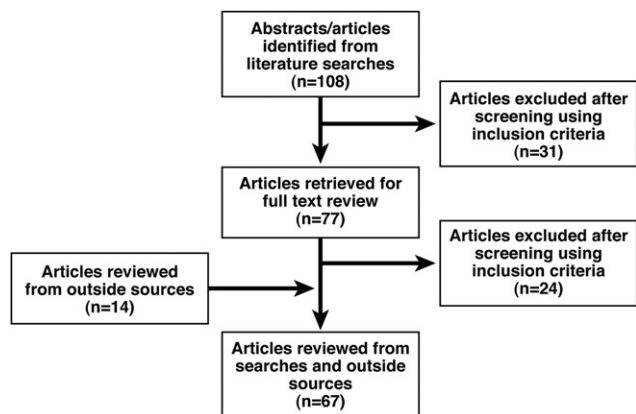 Abstracts/articles
identified from
literature searches
(n=108)
Articles excluded after
screening using
inclusion criteria
(n=31)
Articles retrieved for
full text review
(n=77)
Articles excluded after
screening using
inclusion criteria
(n=24)
Articles reviewed
from outside sources
(n=14)
Articles reviewed from
searches and outside
sources
(n=67)